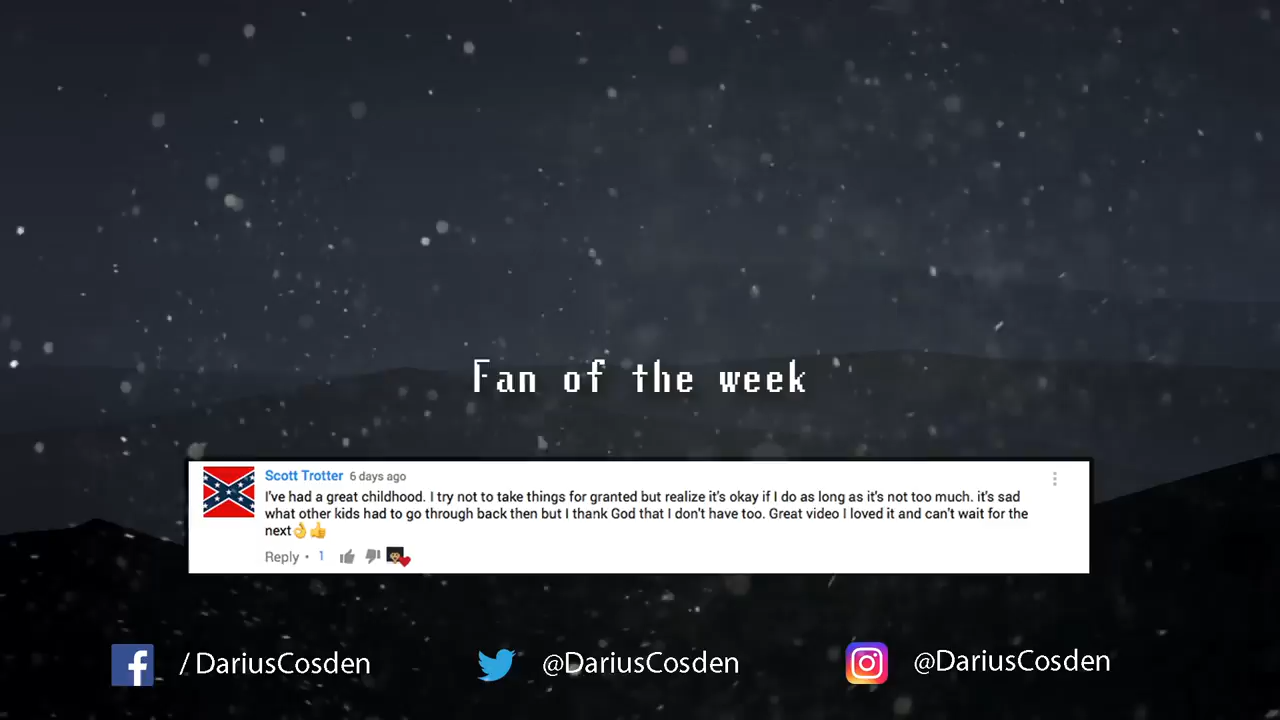 Fan of the week
Scott Trotter 6 days ago
I've had a great childhood. I try not to take things for granted but realize it's okay if I do as long as it's not too much. it's sad
what other kids had to go through back then but I thank God that I don't have too. Great video I loved it and can't wait for the
next👌👍
Reply • 1
/ DariusCosden
@DariusCosden
@DariusCosden